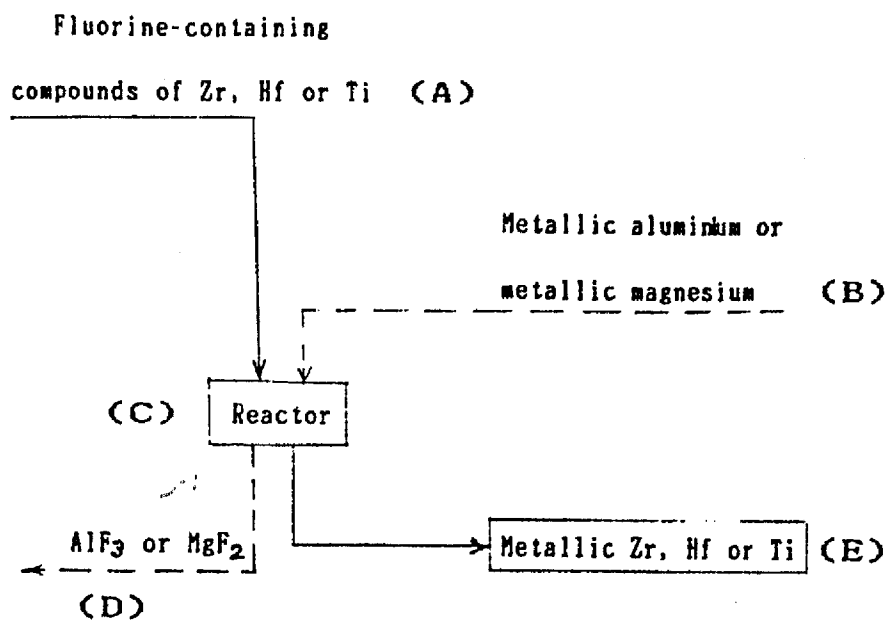 Fluorine-containing
compounds of Zr, Hf or Ti (A)
Metallic aluminium or
metallic magnesium (B)
(C) Reactor
AlF₃ or MgF₂
(D)
Metallic Zr, Hf or Ti (E)